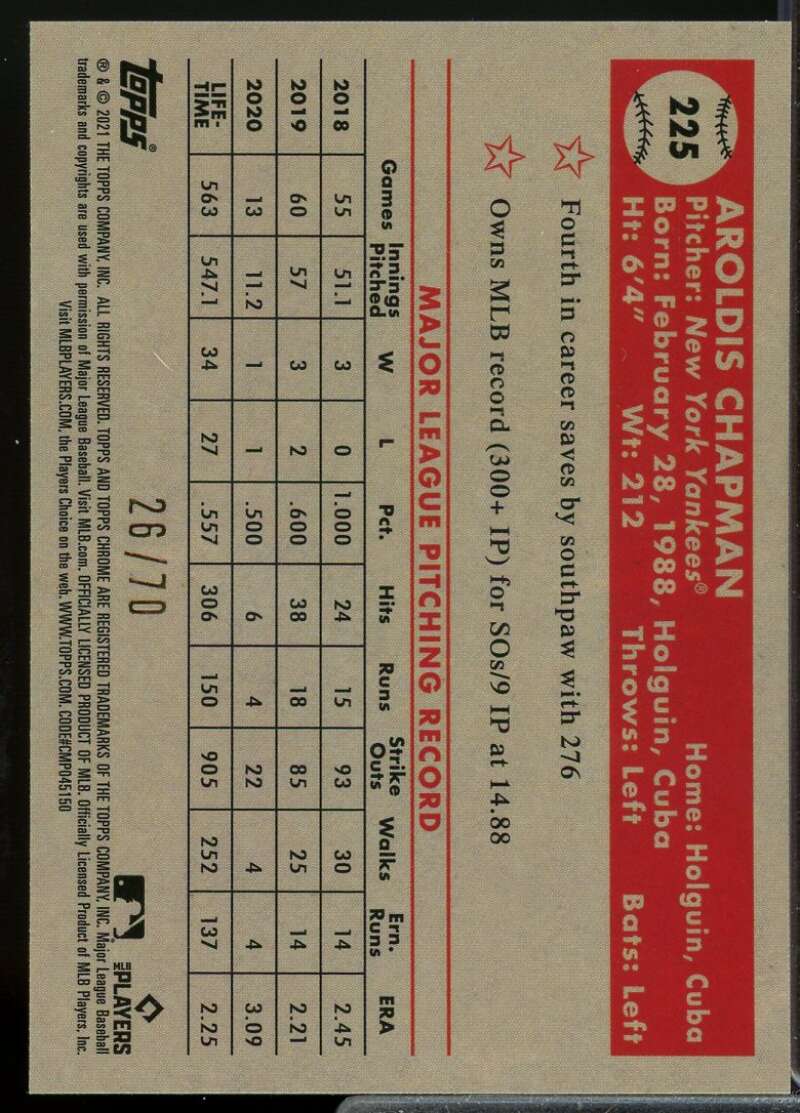 225
AROLDIS CHAPMAN
Pitcher: New York Yankees® Home: Holguin, Cuba
Born: February 28, 1988, Holguin, Cuba
Ht: 6'4" Wt: 212 Throws: Left Bats: Left
Fourth in career saves by southpaw with 276
Owns MLB record (300+ IP) for SOs/9 IP at 14.88
MAJOR LEAGUE PITCHING RECORD
Games Innings Pitched W L Pct. Hits Runs Strike Outs Walks Ern. Runs ERA
2018 55 51.1 3 0 1.000 24 15 93 30 14 2.45
2019 60 57 3 2 .600 38 18 85 25 14 2.21
2020 13 11.2 1 1 .500 6 4 22 4 4 3.09
LIFE-TIME 563 547.1 34 27 .557 306 150 905 252 137 2.25
topps®
26/70
MLB PLAYERS
® & © 2021 THE TOPPS COMPANY, INC. ALL RIGHTS RESERVED. TOPPS AND TOPPS CHROME ARE REGISTERED TRADEMARKS OF THE TOPPS COMPANY, INC. Major League Baseball
trademarks and copyrights are used with permission of Major League Baseball. Visit MLB.com. OFFICIALLY LICENSED PRODUCT OF MLB. Officially Licensed Product of MLB Players, Inc.
Visit MLBPLAYERS.COM, the Players Choice on the web. WWW.TOPPS.COM. CODE#CMP045150